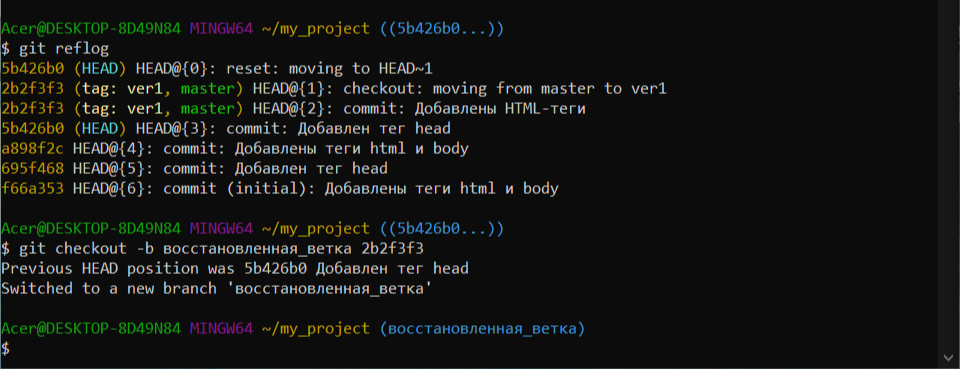 Acer@DESKTOP-8D49N84 MINGW64 ~/my_project ((5b426b0...))
$ git reflog
5b426b0 (HEAD) HEAD@{0}: reset: moving to HEAD~1
2b2f3f3 (tag: ver1, master) HEAD@{1}: checkout: moving from master to ver1
2b2f3f3 (tag: ver1, master) HEAD@{2}: commit: Добавлены HTML-теги
5b426b0 (HEAD) HEAD@{3}: commit: Добавлен тег head
a898f2c HEAD@{4}: commit: Добавлены теги html и body
695f468 HEAD@{5}: commit: Добавлен тег head
f66a353 HEAD@{6}: commit (initial): Добавлены теги html и body
Acer@DESKTOP-8D49N84 MINGW64 ~/my_project ((5b426b0...))
$ git checkout -b восстановленная_ветка 2b2f3f3
Previous HEAD position was 5b426b0 Добавлен тег head
Switched to a new branch 'восстановленная_ветка'
Acer@DESKTOP-8D49N84 MINGW64 ~/my_project (восстановленная_ветка)
$